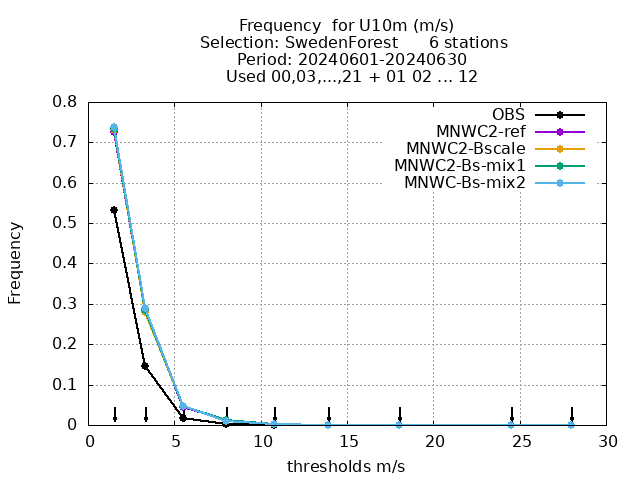 Frequency  for U10m (m/s)
Selection: SwedenForest      6 stations
Period: 20240601-20240630
Used 00,03,...,21 + 01 02 ... 12
OBS
MNWC2-ref
MNWC2-Bscale
MNWC2-Bs-mix1
MNWC-Bs-mix2
0.8
0.7
0.6
0.5
0.4
0.3
0.2
0.1
0
Frequency
0 5 10 15 20 25 30
thresholds m/s